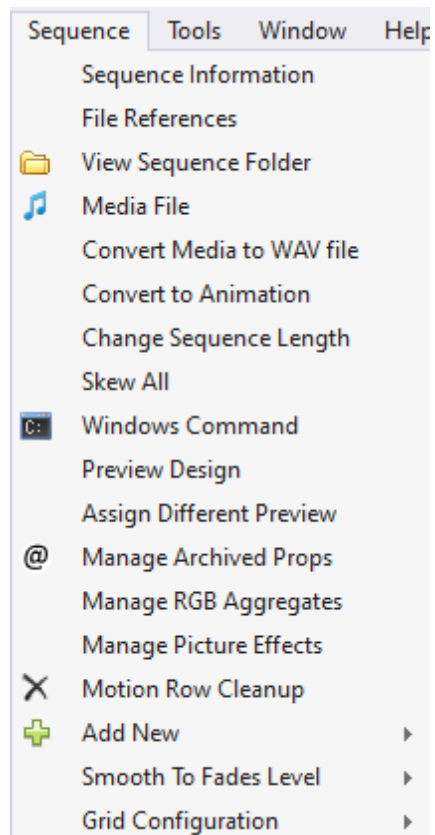 Sequence Tools Window Help
Sequence Information
File References
View Sequence Folder
Media File
Convert Media to WAV file
Convert to Animation
Change Sequence Length
Skew All
C: Windows Command
Preview Design
Assign Different Preview
@ Manage Archived Props
Manage RGB Aggregates
Manage Picture Effects
Motion Row Cleanup
Add New
Smooth To Fades Level
Grid Configuration